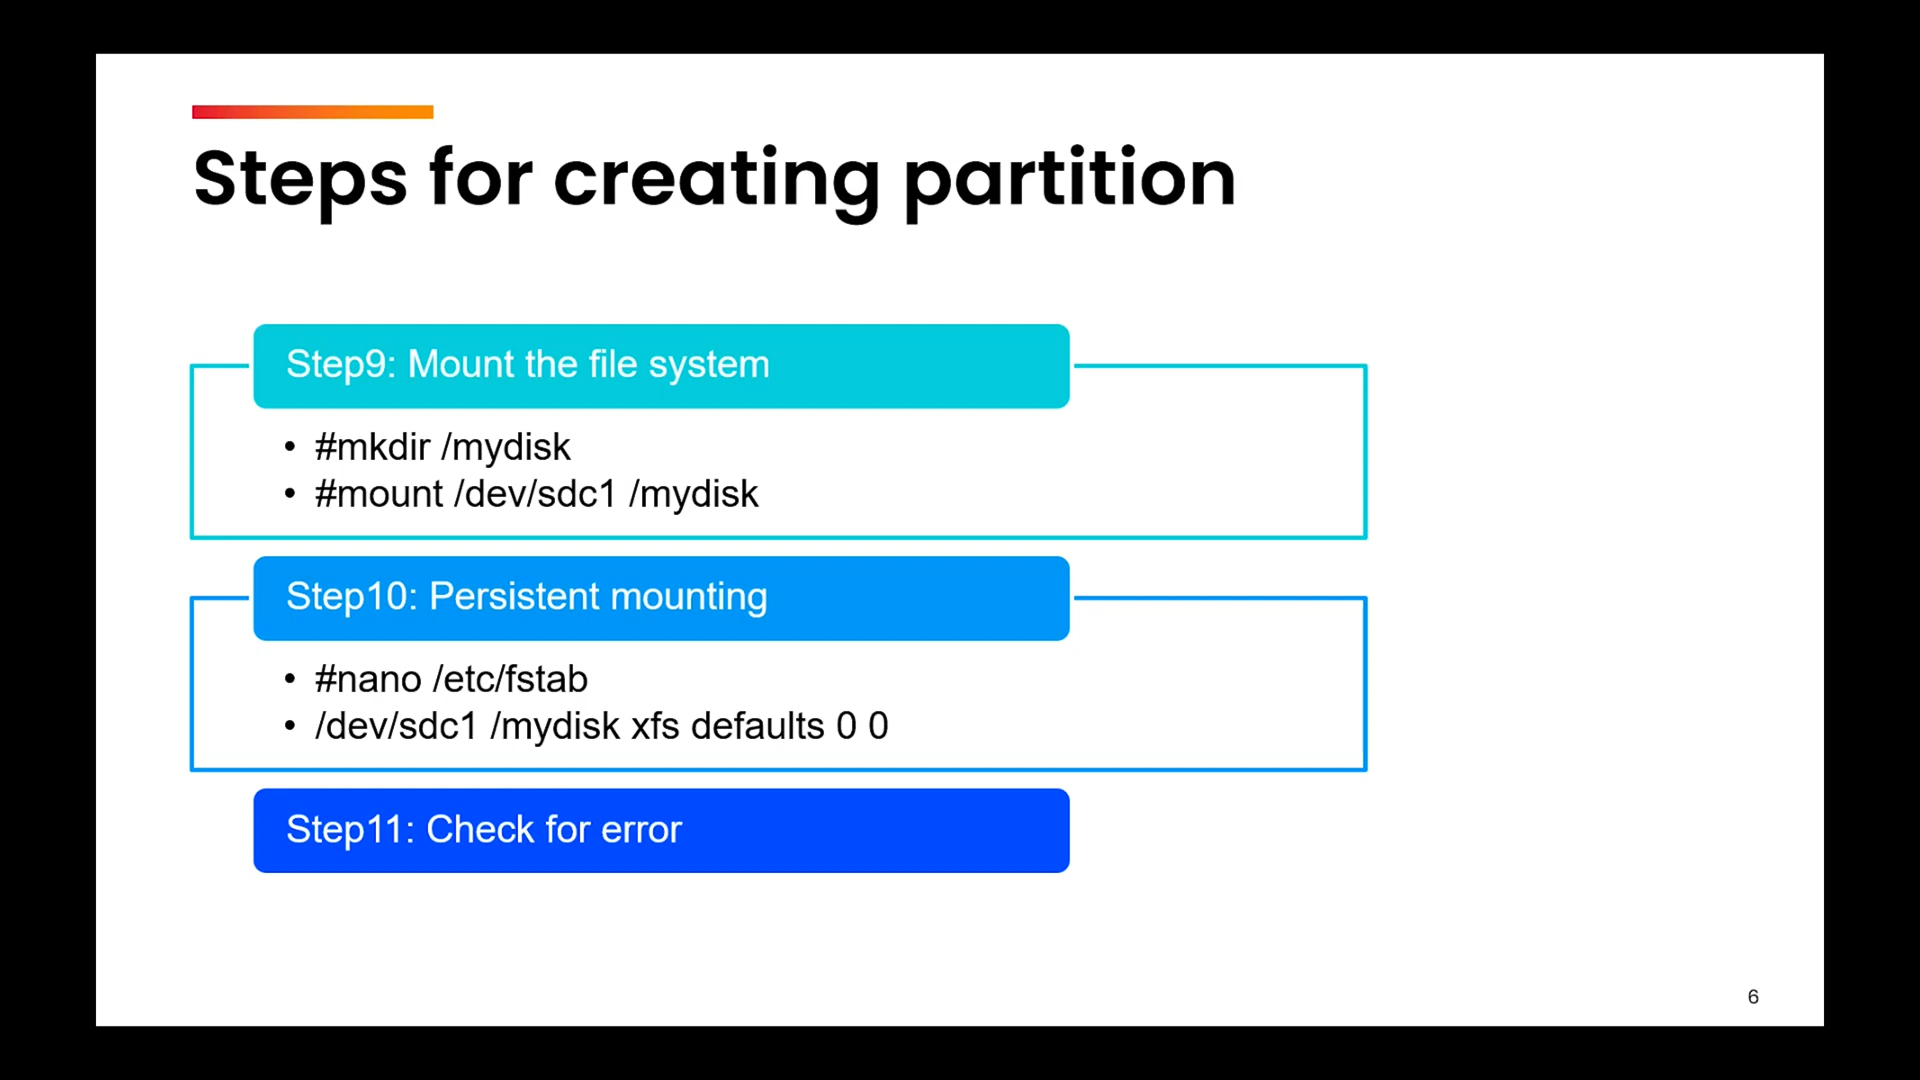 Steps for creating partition
Step9: Mount the file system
• #mkdir /mydisk
• #mount /dev/sdc1 /mydisk
Step10: Persistent mounting
• #nano /etc/fstab
• /dev/sdc1 /mydisk xfs defaults 0 0
Step11: Check for error
6